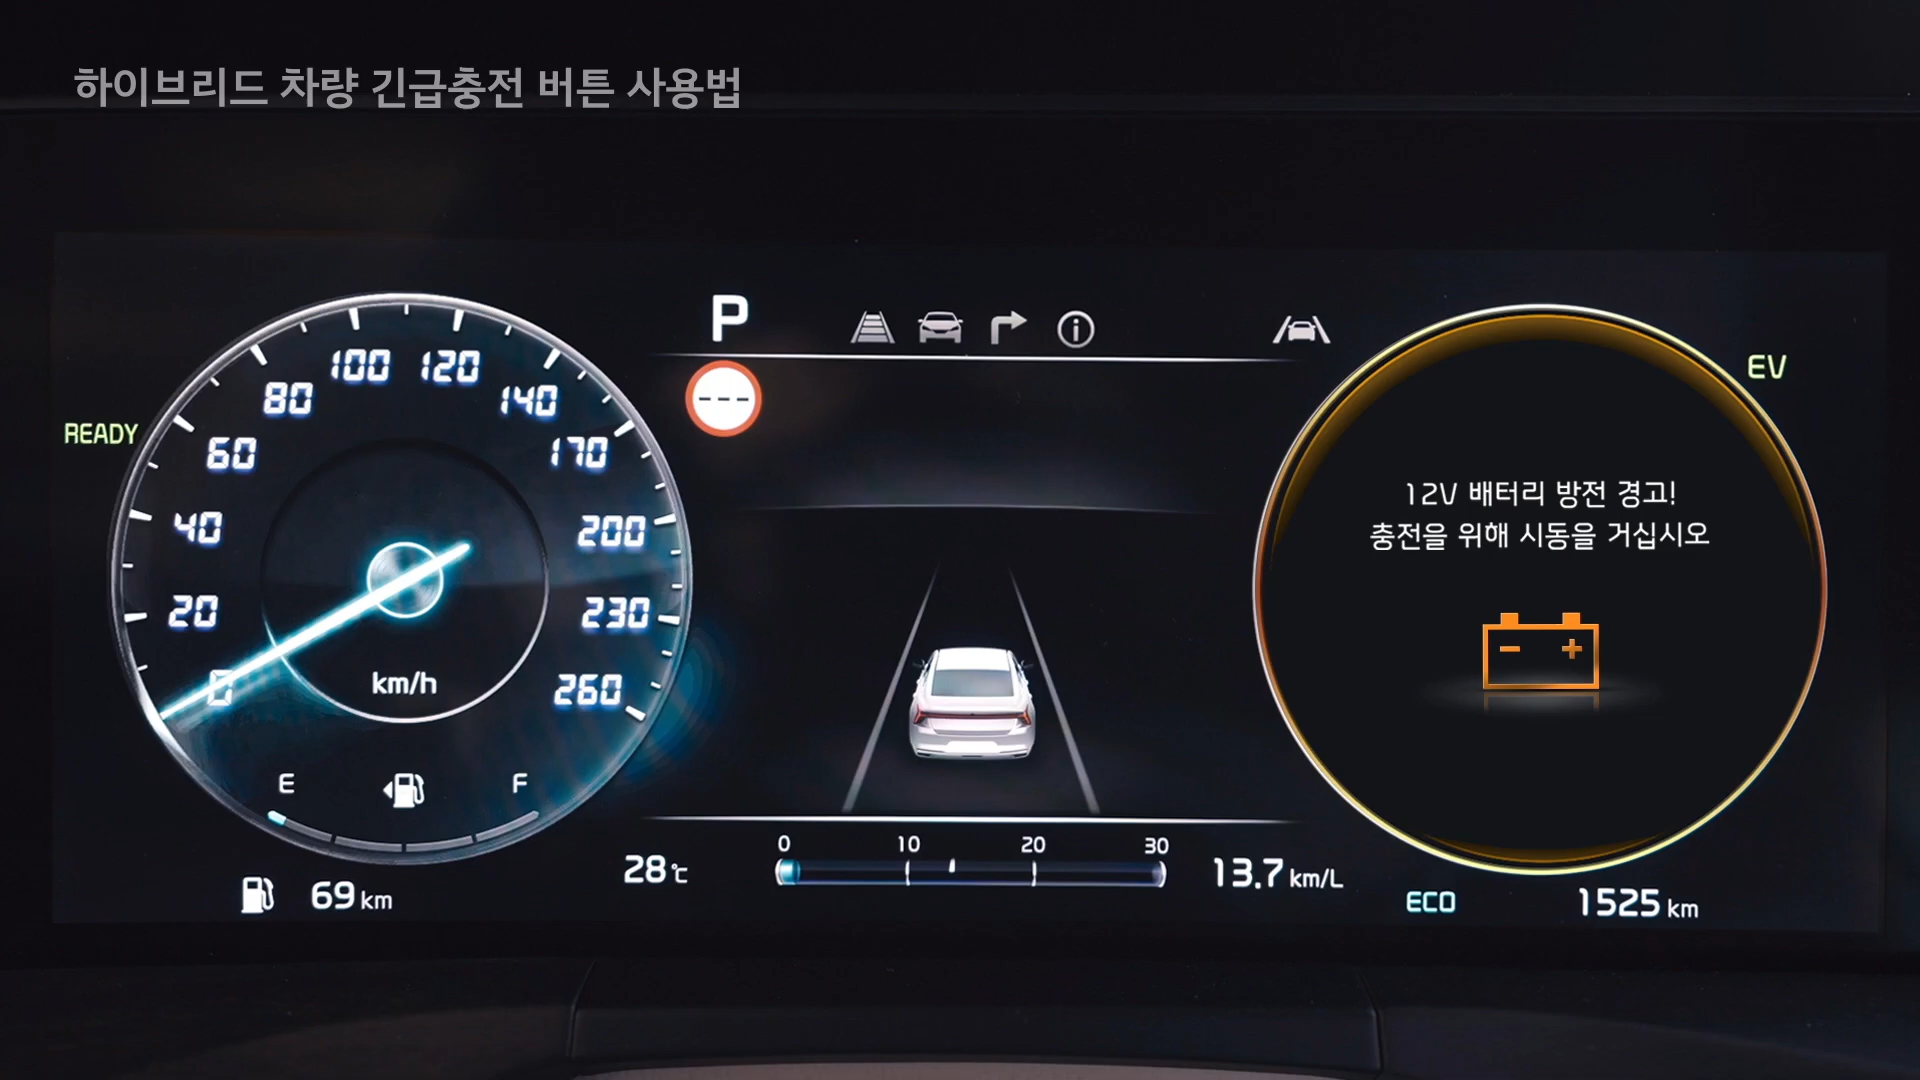 하이브리드 차량 긴급충전 버튼 사용법
READY
0
20
40
60
80
100
120
140
170
200
230
260
km/h
E
F
69 km
P
---
28℃
0 10 20 30
13.7 km/L
EV
12V 배터리 방전 경고!
충전을 위해 시동을 거십시오
- +
ECO
1525 km